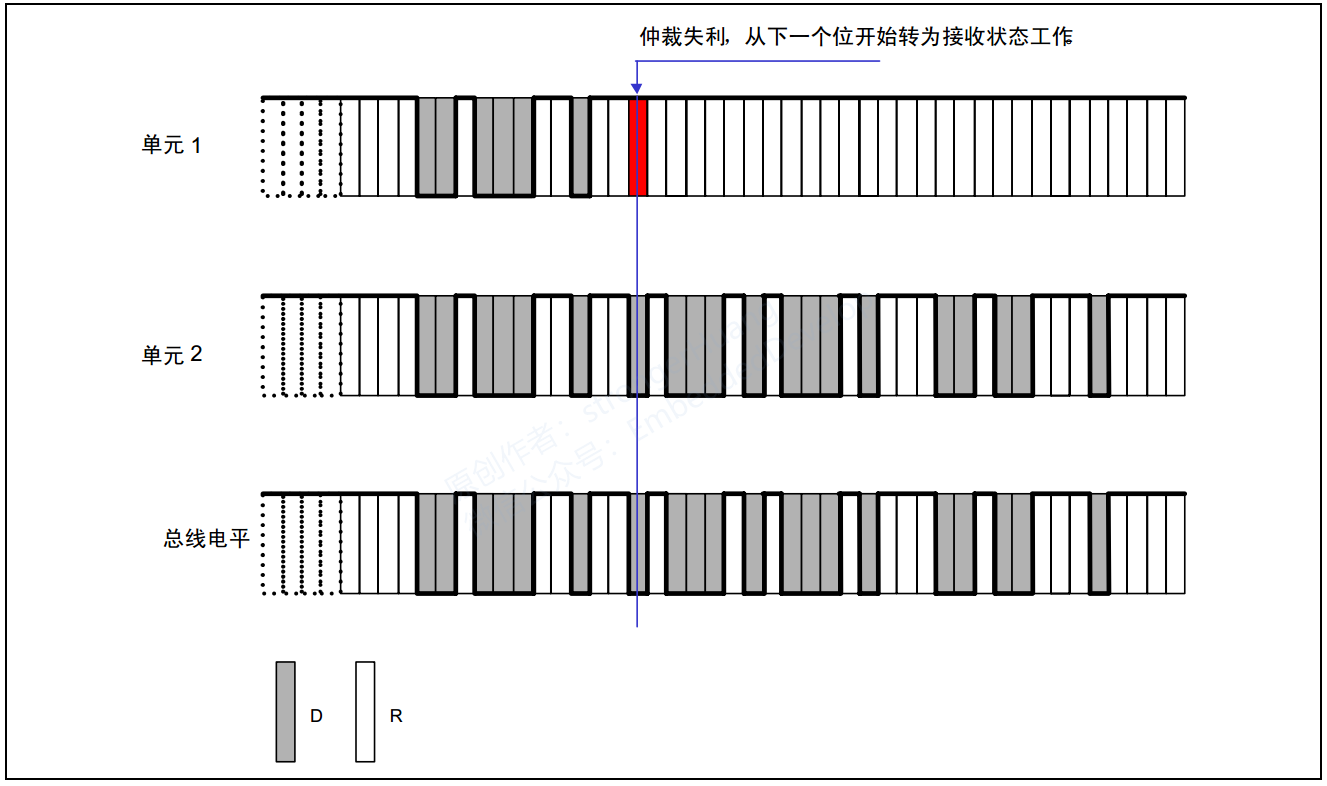 仲裁失利，从下一个位开始转为接收状态工作。
单元 1
单元 2
原创作者：strong
公众号：Embedded
总线电平
D
R